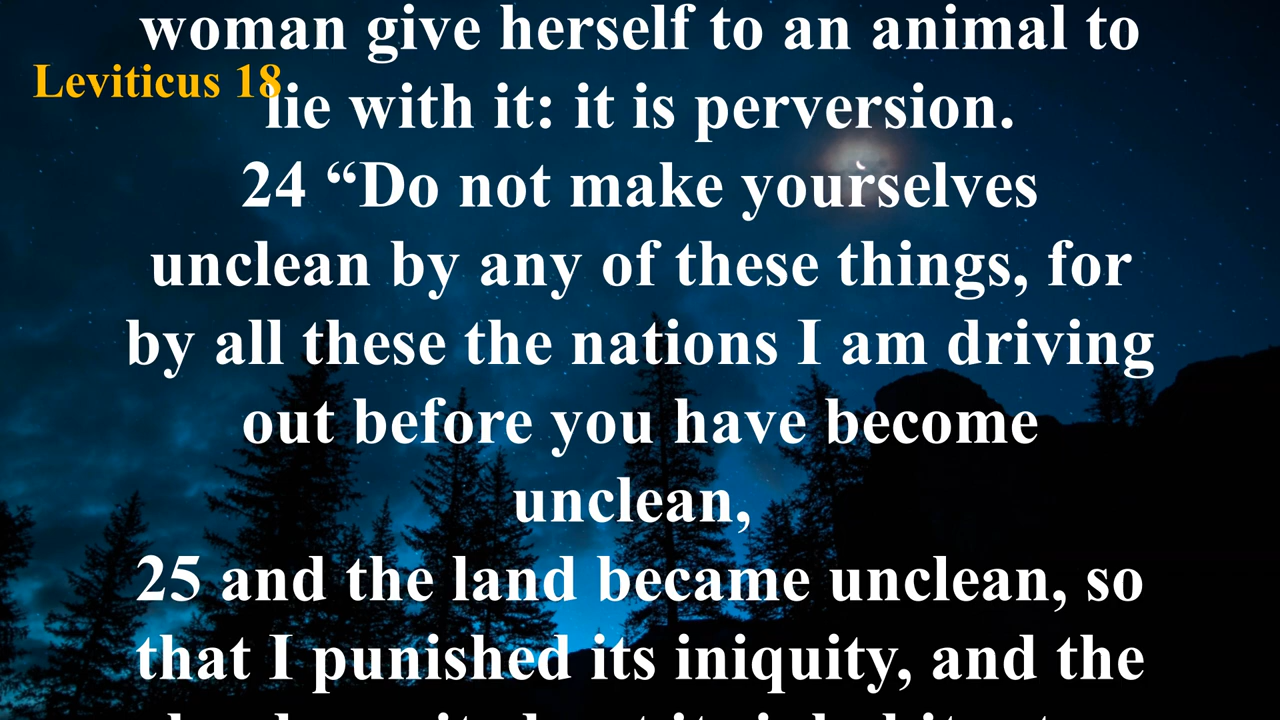 woman give herself to an animal to
Leviticus 18
lie with it: it is perversion.
24 “Do not make yourselves
unclean by any of these things, for
by all these the nations I am driving
out before you have become
unclean,
25 and the land became unclean, so
that I punished its iniquity, and the